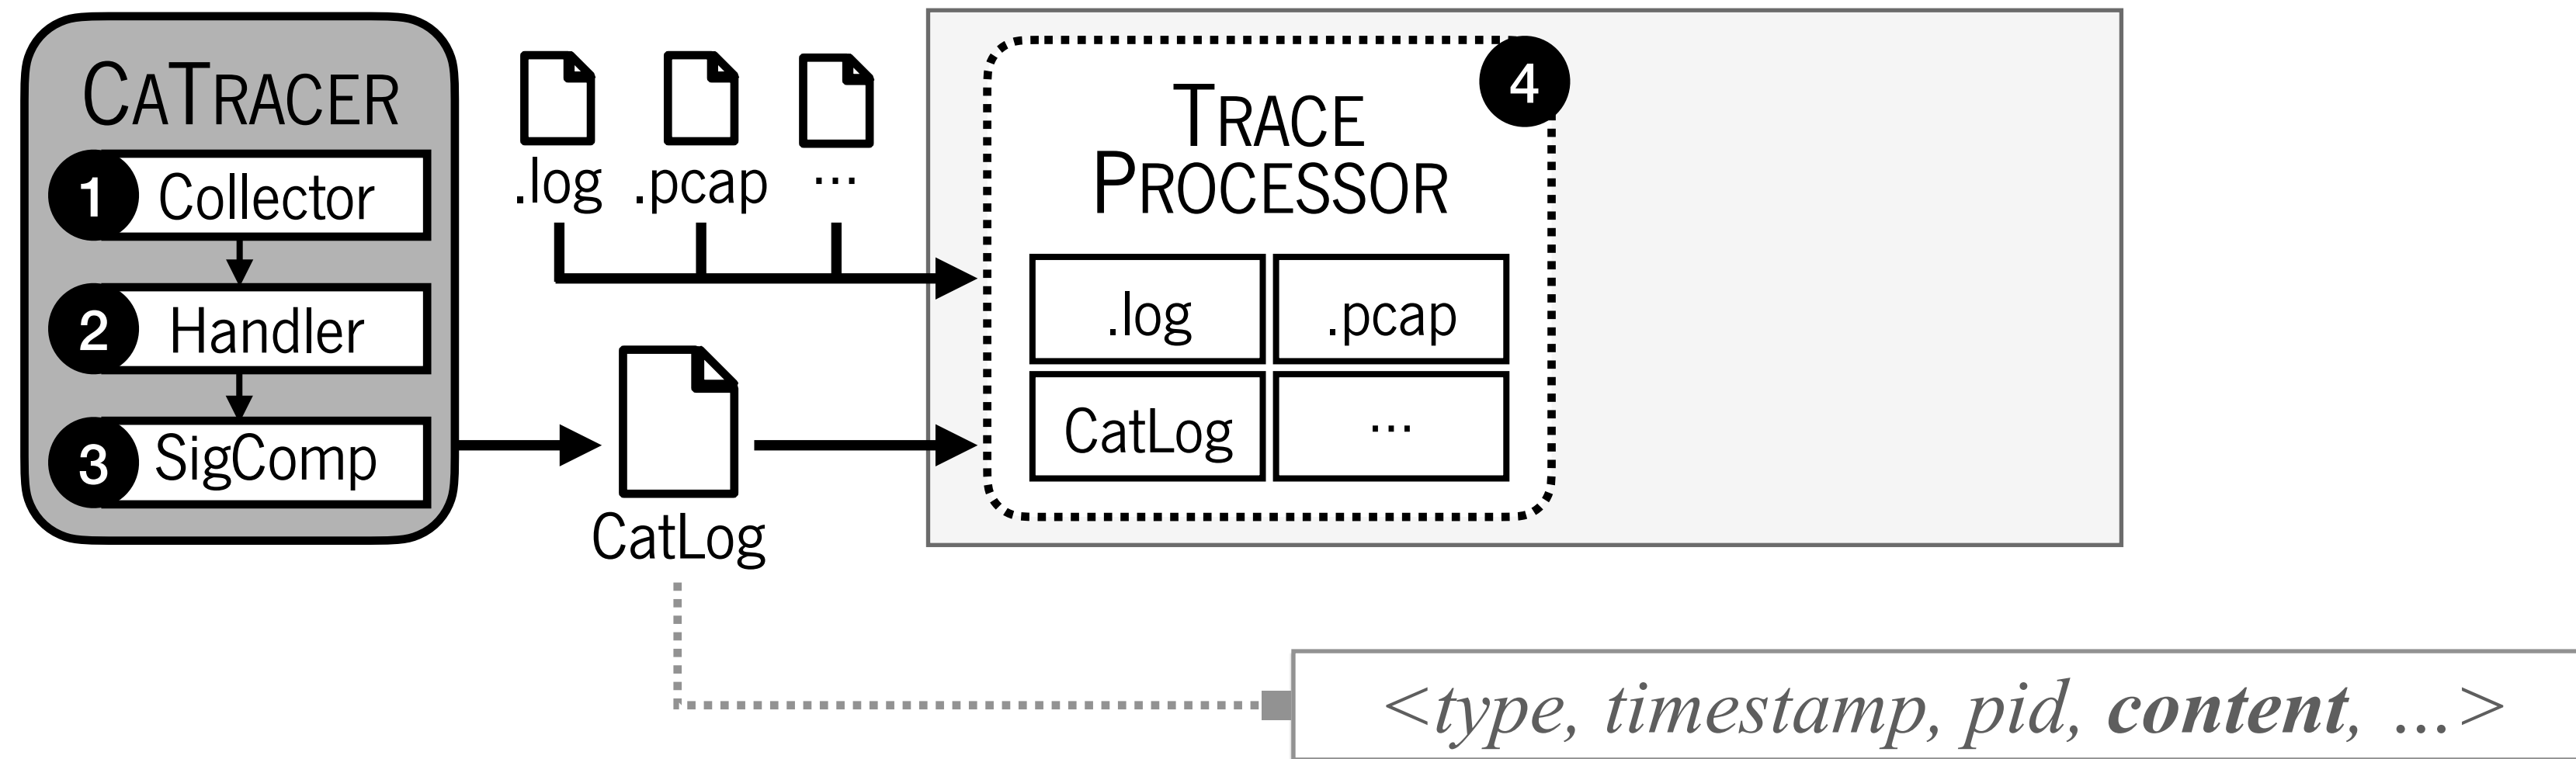 CATRACER
1 Collector
2 Handler
3 SigComp
.log .pcap ...
CatLog
4
TRACE
PROCESSOR
.log .pcap
CatLog ...
<type, timestamp, pid, content, ...>